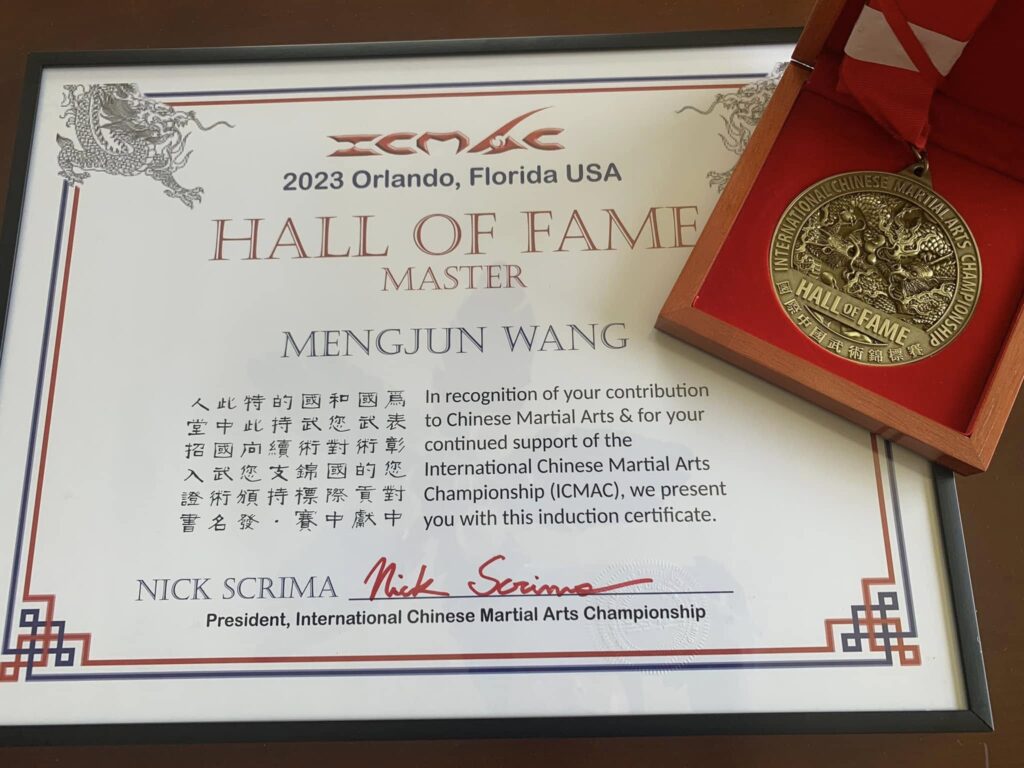 ICMAC
2023 Orlando, Florida USA
HALL OF FAME
MASTER
MENGJUN WANG
爲表彰您對中
國武術的貢獻
和您對國際中
國武術錦標賽
的持續支持．
特此向您頒發
此中國武術名
人堂招入證書
In recognition of your contribution
to Chinese Martial Arts & for your
continued support of the
International Chinese Martial Arts
Championship (ICMAC), we present
you with this induction certificate.
NICK SCRIMA Nick Scrima
President, International Chinese Martial Arts Championship
INTERNATIONAL CHINESE MARTIAL ARTS CHAMPIONSHIP
HALL OF FAME
國際中國武術錦標賽